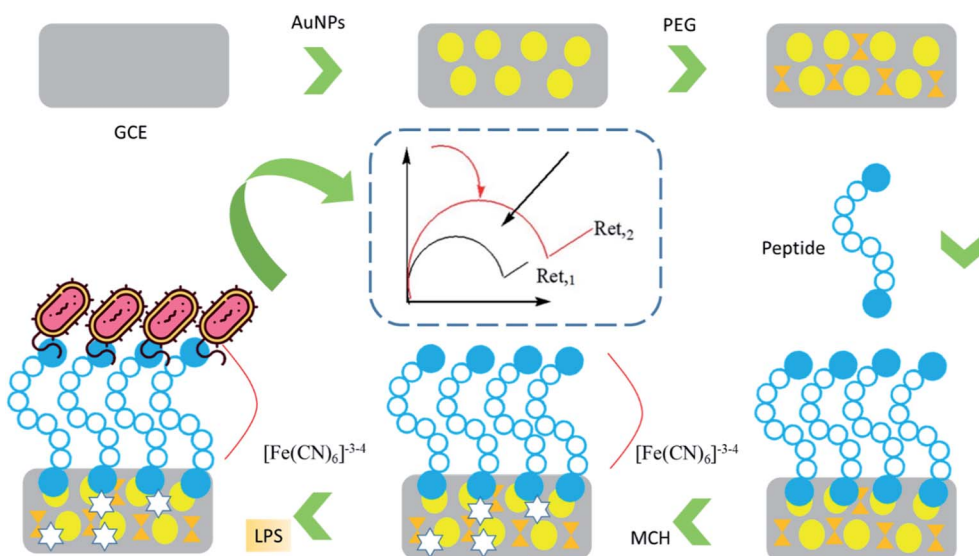 AuNPs
PEG
GCE
Ret,₂
Ret,₁
Peptide
[Fe(CN)₆]⁻³⁻⁴
[Fe(CN)₆]⁻³⁻⁴
LPS
MCH